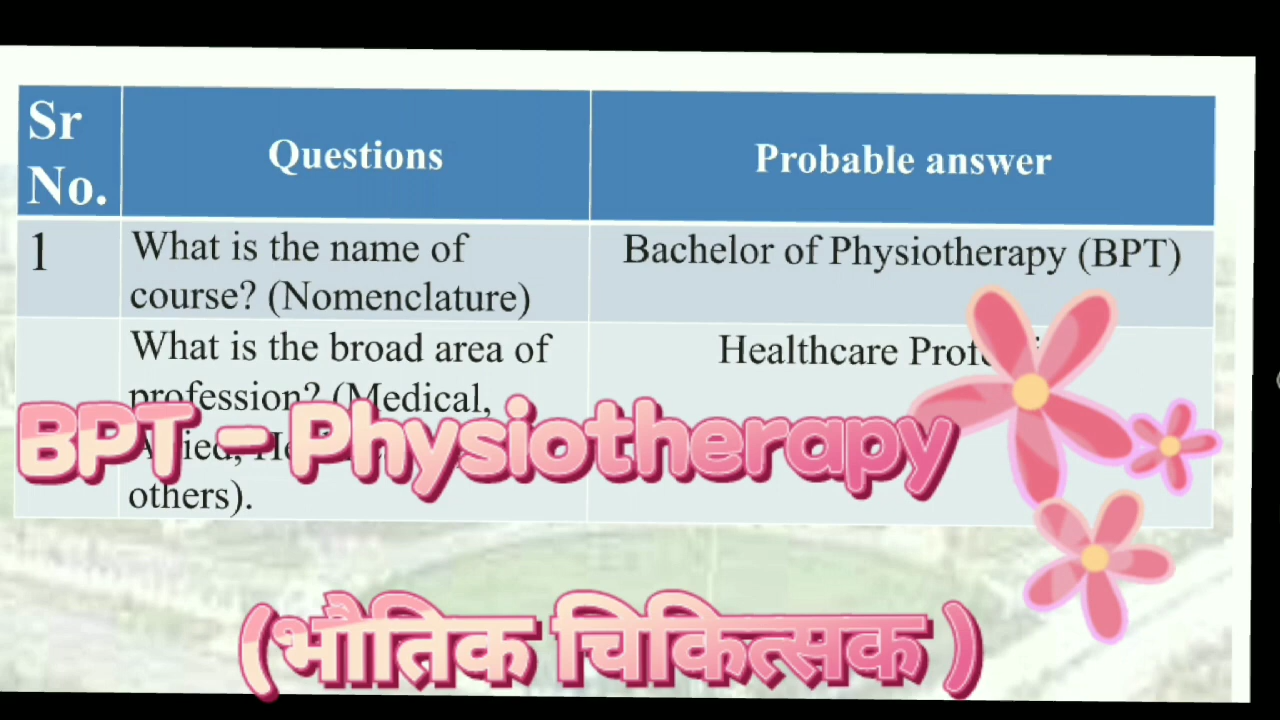 Sr
No.
Questions
Probable answer
1
What is the name of
course? (Nomenclature)
Bachelor of Physiotherapy (BPT)
What is the broad area of
profession? (Medical,
others).
Healthcare
BPT - Physiotherapy
(भौतिक चिकित्सक )